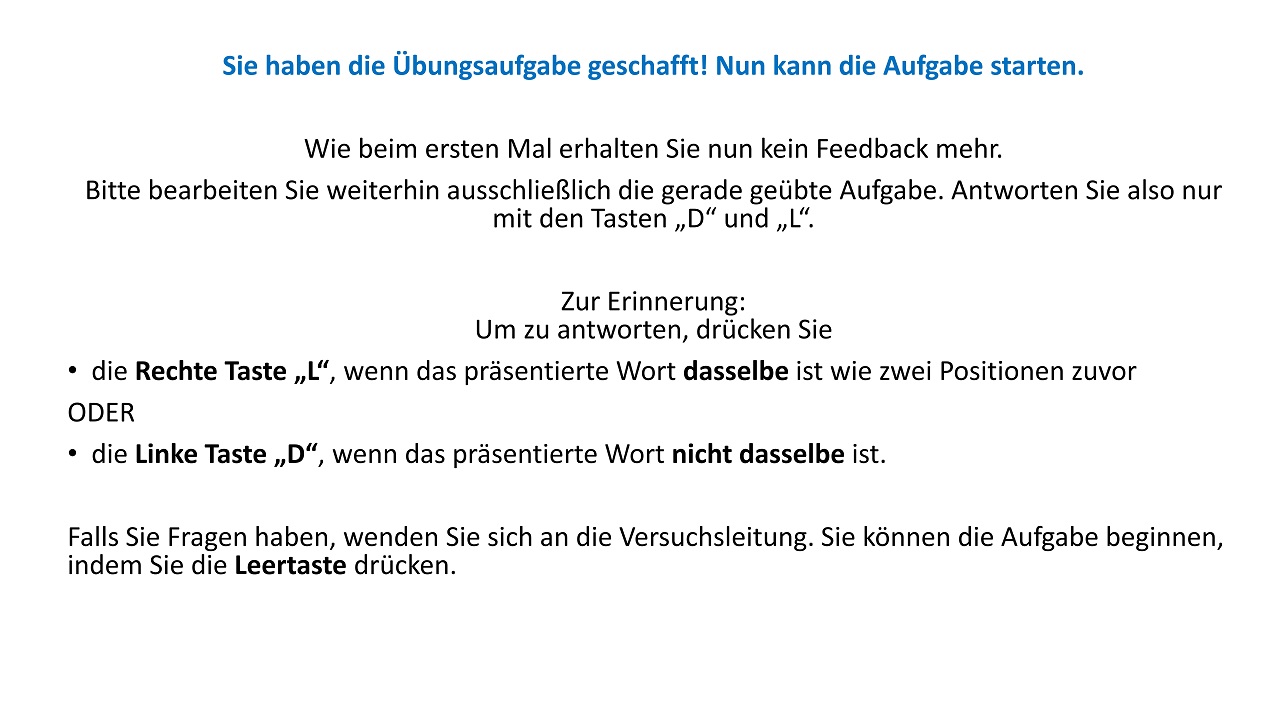 Sie haben die Übungsaufgabe geschafft! Nun kann die Aufgabe starten.
Wie beim ersten Mal erhalten Sie nun kein Feedback mehr.
Bitte bearbeiten Sie weiterhin ausschließlich die gerade geübte Aufgabe. Antworten Sie also nur
mit den Tasten „D“ und „L“.
Zur Erinnerung:
Um zu antworten, drücken Sie
• die Rechte Taste „L“, wenn das präsentierte Wort dasselbe ist wie zwei Positionen zuvor
ODER
• die Linke Taste „D“, wenn das präsentierte Wort nicht dasselbe ist.
Falls Sie Fragen haben, wenden Sie sich an die Versuchsleitung. Sie können die Aufgabe beginnen,
indem Sie die Leertaste drücken.